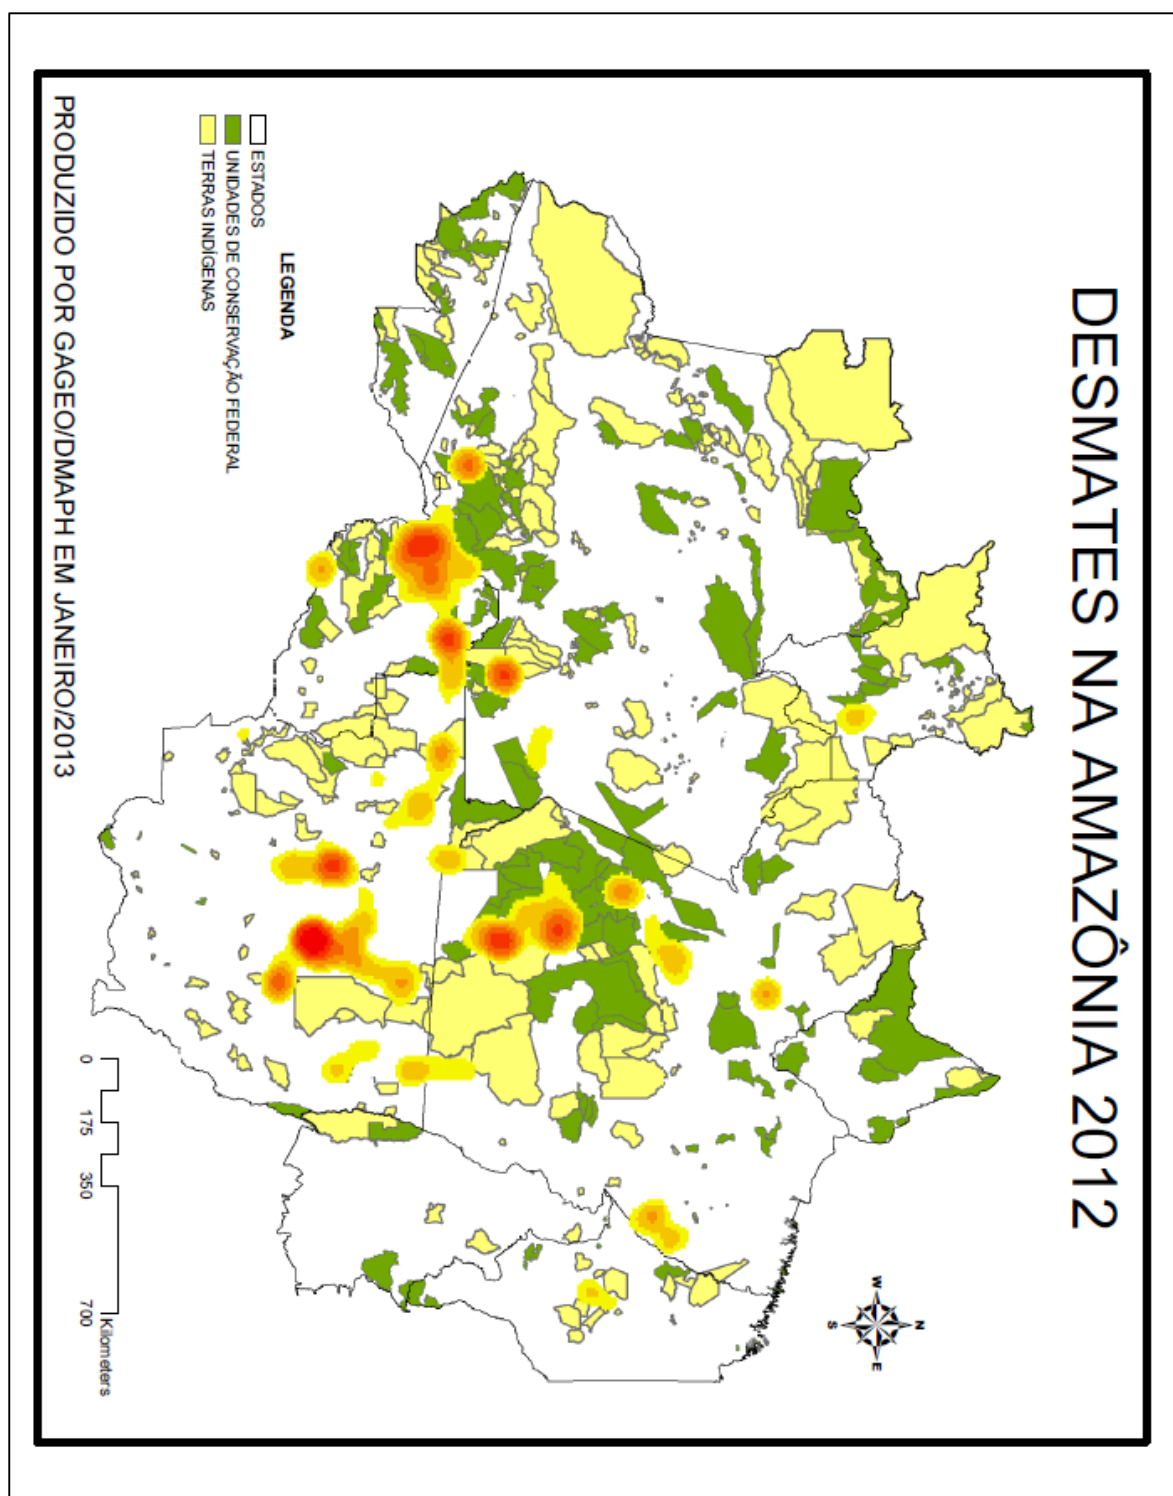 DESMATES NA AMAZÔNIA 2012
N
W
E
S
LEGENDA
ESTADOS
UNIDADES DE CONSERVAÇÃO FEDERAL
TERRAS INDÍGENAS
0 175 350 700
Kilometers
PRODUZIDO POR GAGEO/DMAPH EM JANEIRO/2013